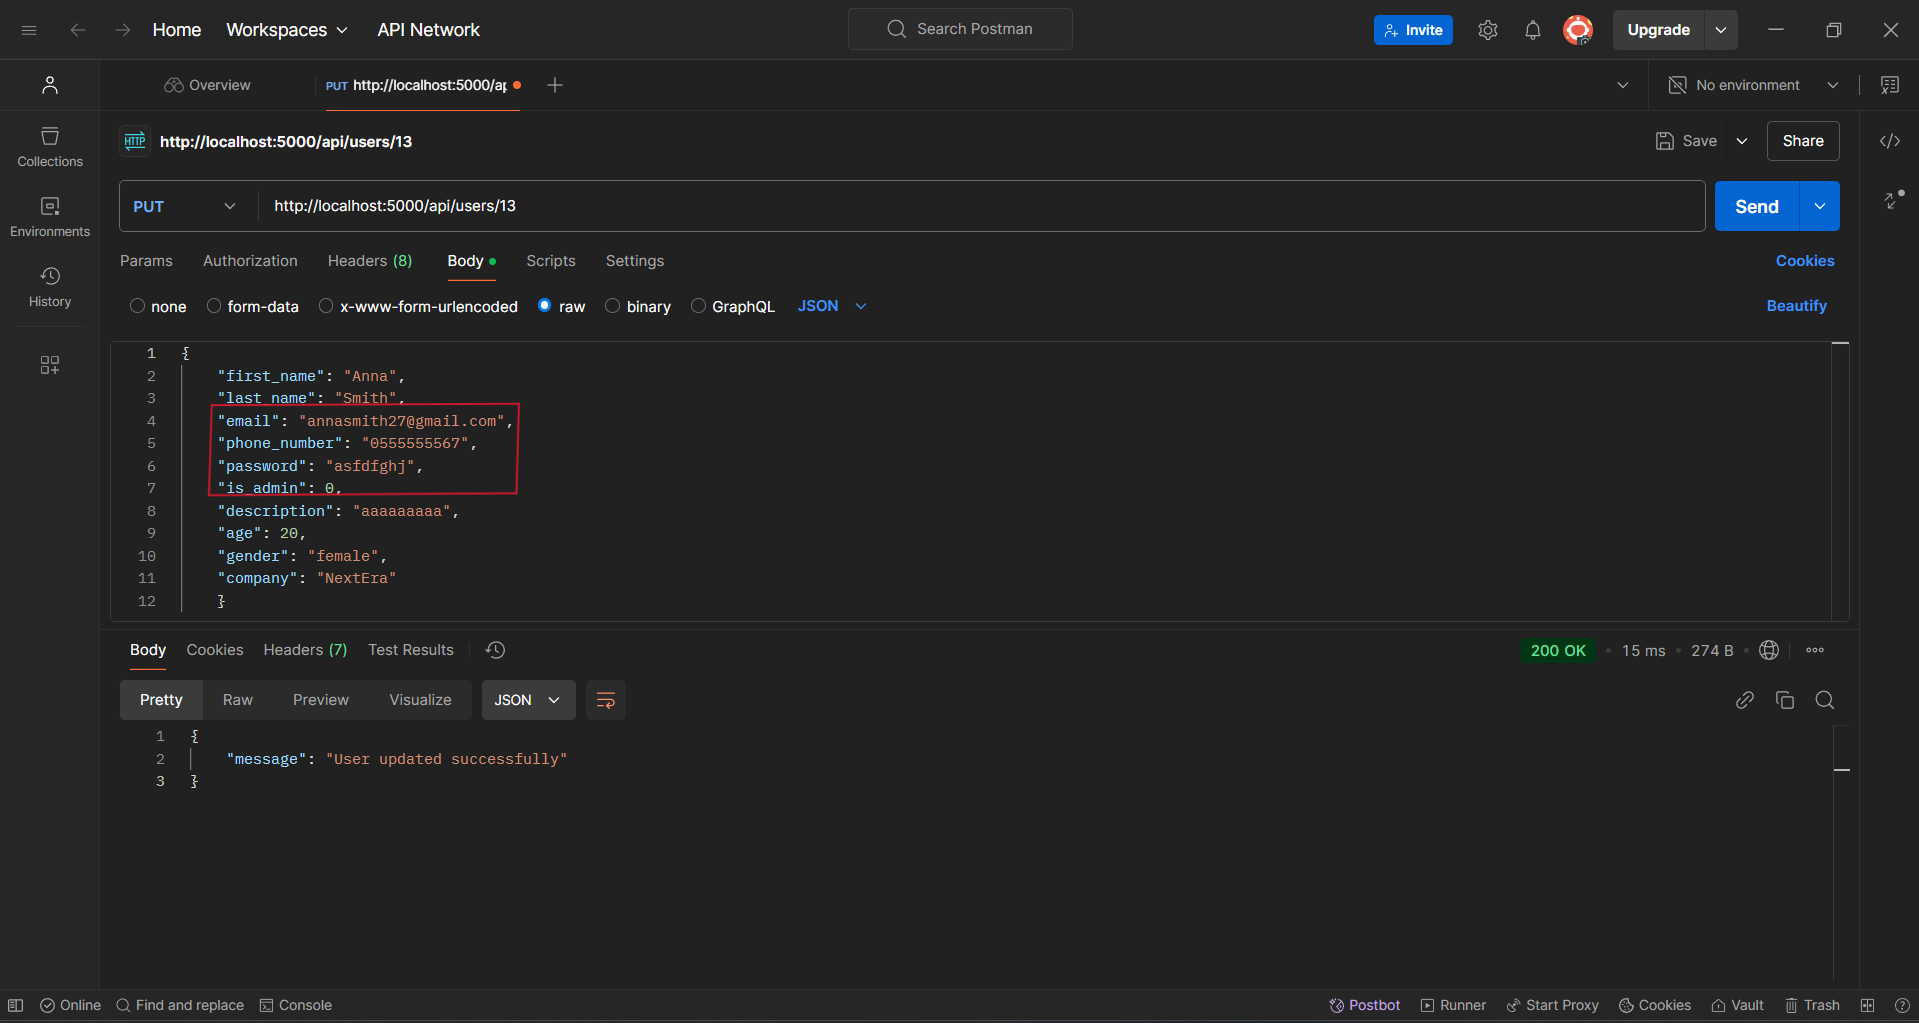 Home Workspaces API Network Search Postman Invite Upgrade
Overview PUT http://localhost:5000/ap No environment
HTTP http://localhost:5000/api/users/13 Save Share
Collections
PUT http://localhost:5000/api/users/13 Send
Environments
Params Authorization Headers (8) Body Scripts Settings Cookies
History
none form-data x-www-form-urlencoded raw binary GraphQL JSON Beautify
1 {
2 "first_name": "Anna",
3 "last_name": "Smith",
4 "email": "annasmith27@gmail.com",
5 "phone_number": "0555555567",
6 "password": "asfdfghj",
7 "is_admin": 0,
8 "description": "aaaaaaaaa",
9 "age": 20,
10 "gender": "female",
11 "company": "NextEra"
12 }
Body Cookies Headers (7) Test Results 200 OK 15 ms 274 B
Pretty Raw Preview Visualize JSON
1 {
2 "message": "User updated successfully"
3 }
Online Find and replace Console Postbot Runner Start Proxy Cookies Vault Trash